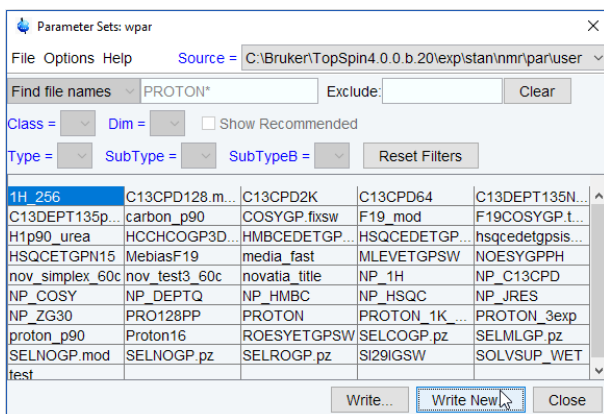 Parameter Sets: wpar
File Options Help Source = C:\Bruker\TopSpin4.0.0.b.20\exp\stan\nmr\par\user
Find file names PROTON* Exclude: Clear
Class = Dim = Show Recommended
Type = SubType = SubTypeB = Reset Filters
1H_256 C13CPD128.m... C13CPD2K C13CPD64 C13DEPT135N...
C13DEPT135p... carbon_p90 COSYGP.fixsw F19_mod F19COSYGP.t...
H1p90_urea HCCHCOGP3D... HMBCEDETGP... HSQCEDETGP... hsqcedetgpsis...
HSQCETGPN15 MebiasF19 media_fast MLEVETGPSW NOESYGPPH
nov_simplex_60c nov_test3_60c novatia_title NP_1H NP_C13CPD
NP_COSY NP_DEPTQ NP_HMBC NP_HSQC NP_JRES
NP_ZG30 PRO128PP PROTON PROTON_1K_... PROTON_3exp
proton_p90 Proton16 ROESYETGPSW SELCOGP.pz SELMLGP.pz
SELNOGP.mod SELNOGP.pz SELROGP.pz SI29IGSW SOLVSUP_WET
test
Write... Write New... Close